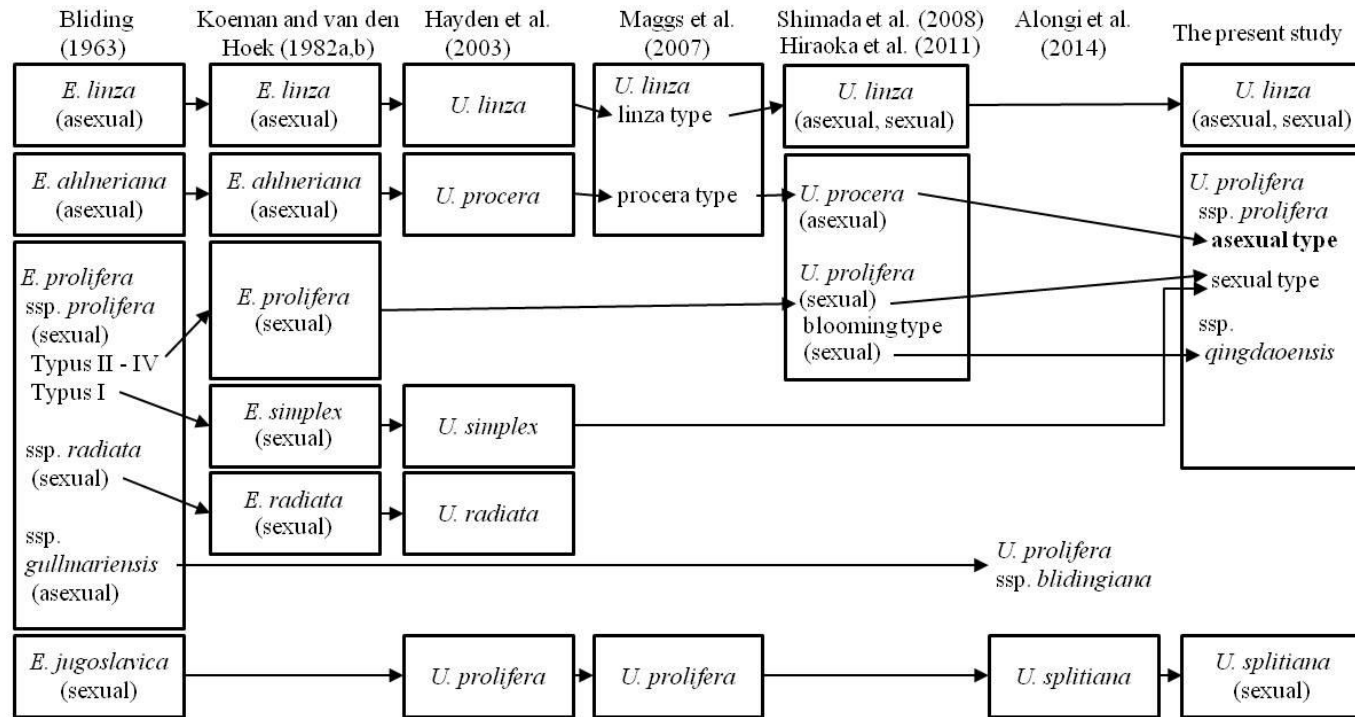 Bliding
(1963)
Koeman and van den
Hoek (1982a,b)
Hayden et al.
(2003)
Maggs et al.
(2007)
Shimada et al. (2008)
Hiraoka et al. (2011)
Alongi et al.
(2014)
The present study
E. linza
(asexual)
E. linza
(asexual)
U. linza
U. linza
linza type
U. linza
(asexual, sexual)
U. linza
(asexual, sexual)
E. ahlneriana
(asexual)
E. ahlneriana
(asexual)
U. procera
procera type
U. procera
(asexual)
U. prolifera
ssp. prolifera
asexual type
E. prolifera
ssp. prolifera
(sexual)
Typus II - IV
Typus I
E. prolifera
(sexual)
U. prolifera
(sexual)
blooming type
(sexual)
sexual type
ssp.
qingdaoensis
E. simplex
(sexual)
U. simplex
ssp. radiata
(sexual)
E. radiata
(sexual)
U. radiata
ssp.
gullmariensis
(asexual)
U. prolifera
ssp. blidingiana
E. jugoslavica
(sexual)
U. prolifera
U. prolifera
U. splitiana
U. splitiana
(sexual)